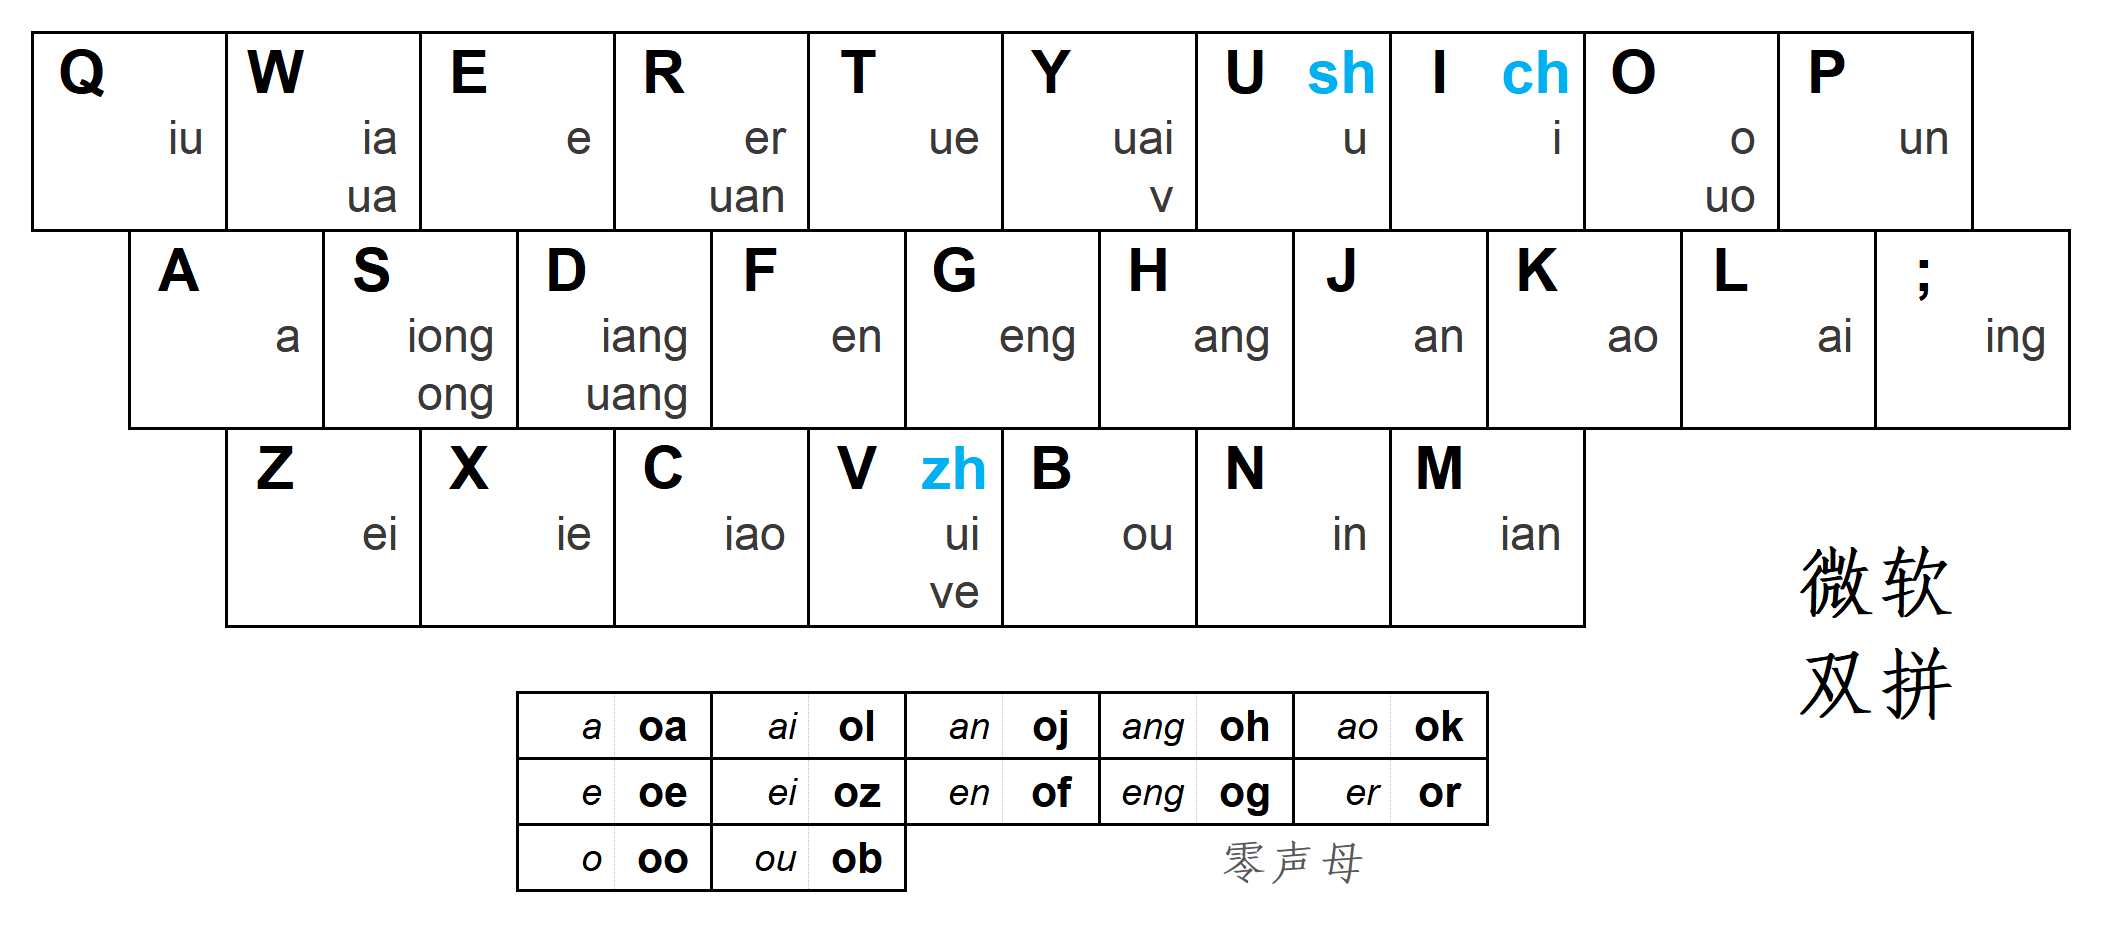 Q W E R T Y U sh I ch O P
iu ia e er ue uai u i o un
ua uan v uo
A S D F G H J K L ;
a iong iang en eng ang an ao ai ing
ong uang
Z X C V zh B N M
ei ie iao ui ou in ian
ve
微软
双拼
a oa ai ol an oj ang oh ao ok
e oe ei oz en of eng og er or
o oo ou ob
零声母